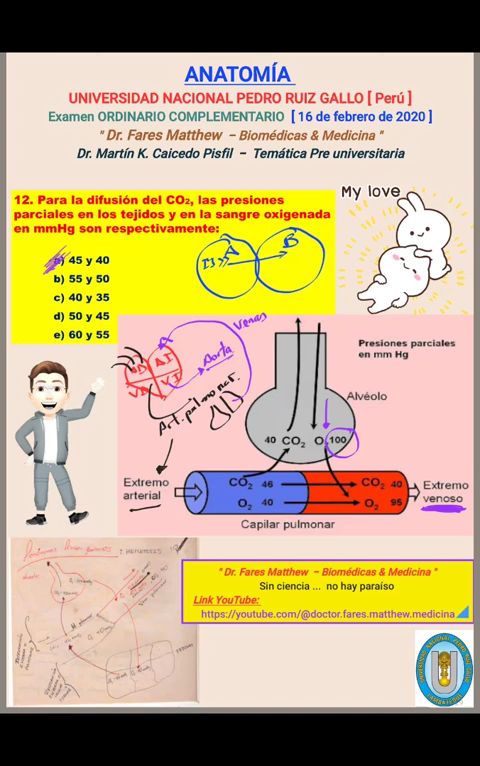 ANATOMÍA
UNIVERSIDAD NACIONAL PEDRO RUIZ GALLO [ Perú ]
Examen ORDINARIO COMPLEMENTARIO [ 16 de febrero de 2020 ]
" Dr. Fares Matthew – Biomédicas & Medicina "
Dr. Martín K. Caicedo Pisfil – Temática Pre universitaria
12. Para la difusión del CO₂, las presiones
parciales en los tejidos y en la sangre oxigenada
en mmHg son respectivamente:
45 y 40
b) 55 y 50
c) 40 y 35
d) 50 y 45
e) 60 y 55
A
B
My love
venas
Aorta
AI
VI
Art. pulmonar.
Presiones parciales
en mm Hg
Alvéolo
40 CO₂ O 100
Extremo
arterial
CO₂ 46
CO₂ 40
O₂ 40
O₂ 95
Extremo
venoso
Capilar pulmonar
" Dr. Fares Matthew – Biomédicas & Medicina "
Sin ciencia ... no hay paraíso
Link YouTube:
https://youtube.com/@doctor.fares.matthew.medicina